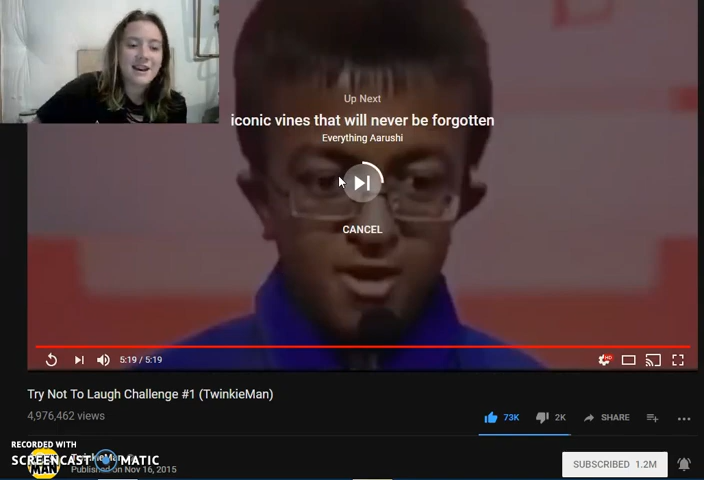 Up Next
iconic vines that will never be forgotten
Everything Aarushi
CANCEL
5:19 / 5:19
HD
Try Not To Laugh Challenge #1 (TwinkieMan)
4,976,462 views
73K
2K
SHARE
RECORDED WITH
SCREENCAST MATIC
MAN
Published on Nov 16, 2015
SUBSCRIBED 1.2M